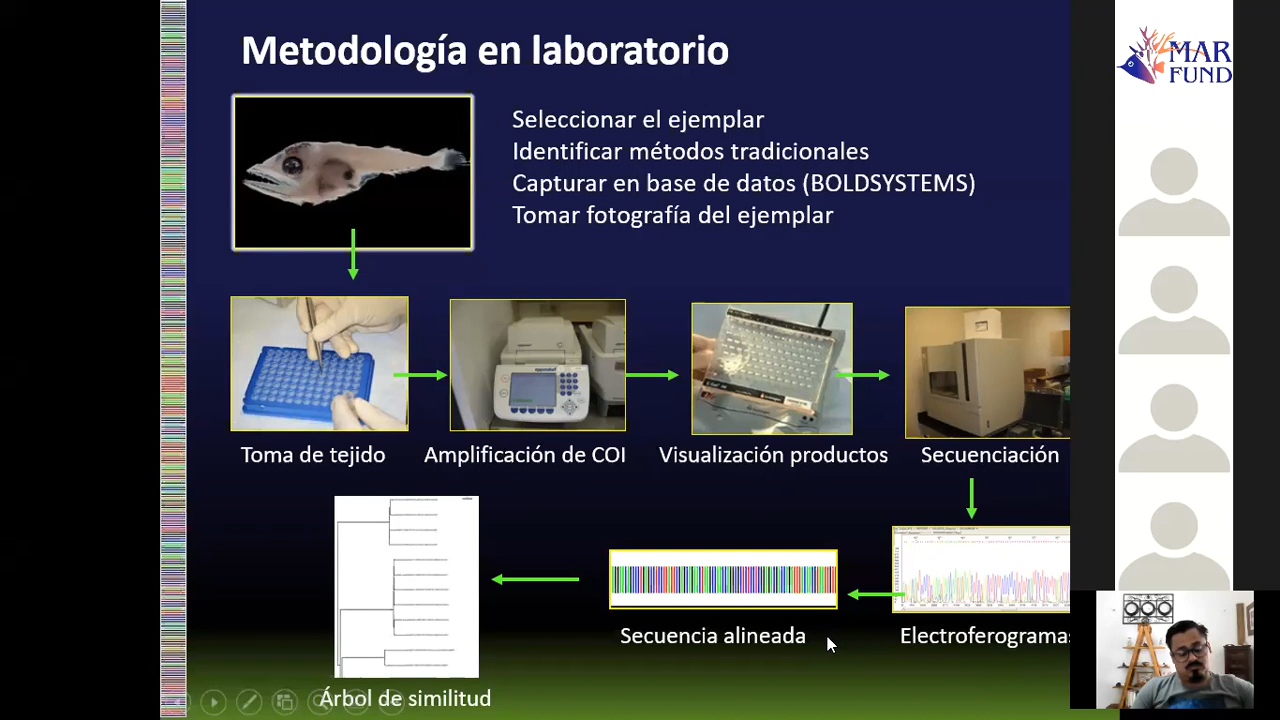 Metodología en laboratorio
MAR
FUND
Seleccionar el ejemplar
Identificar métodos tradicionales
Capturar en base de datos (BOLDSYSTEMS)
Tomar fotografía del ejemplar
Toma de tejido
Amplificación de COI
Visualización productos
Secuenciación
Secuencia alineada
Electroferogramas
Árbol de similitud